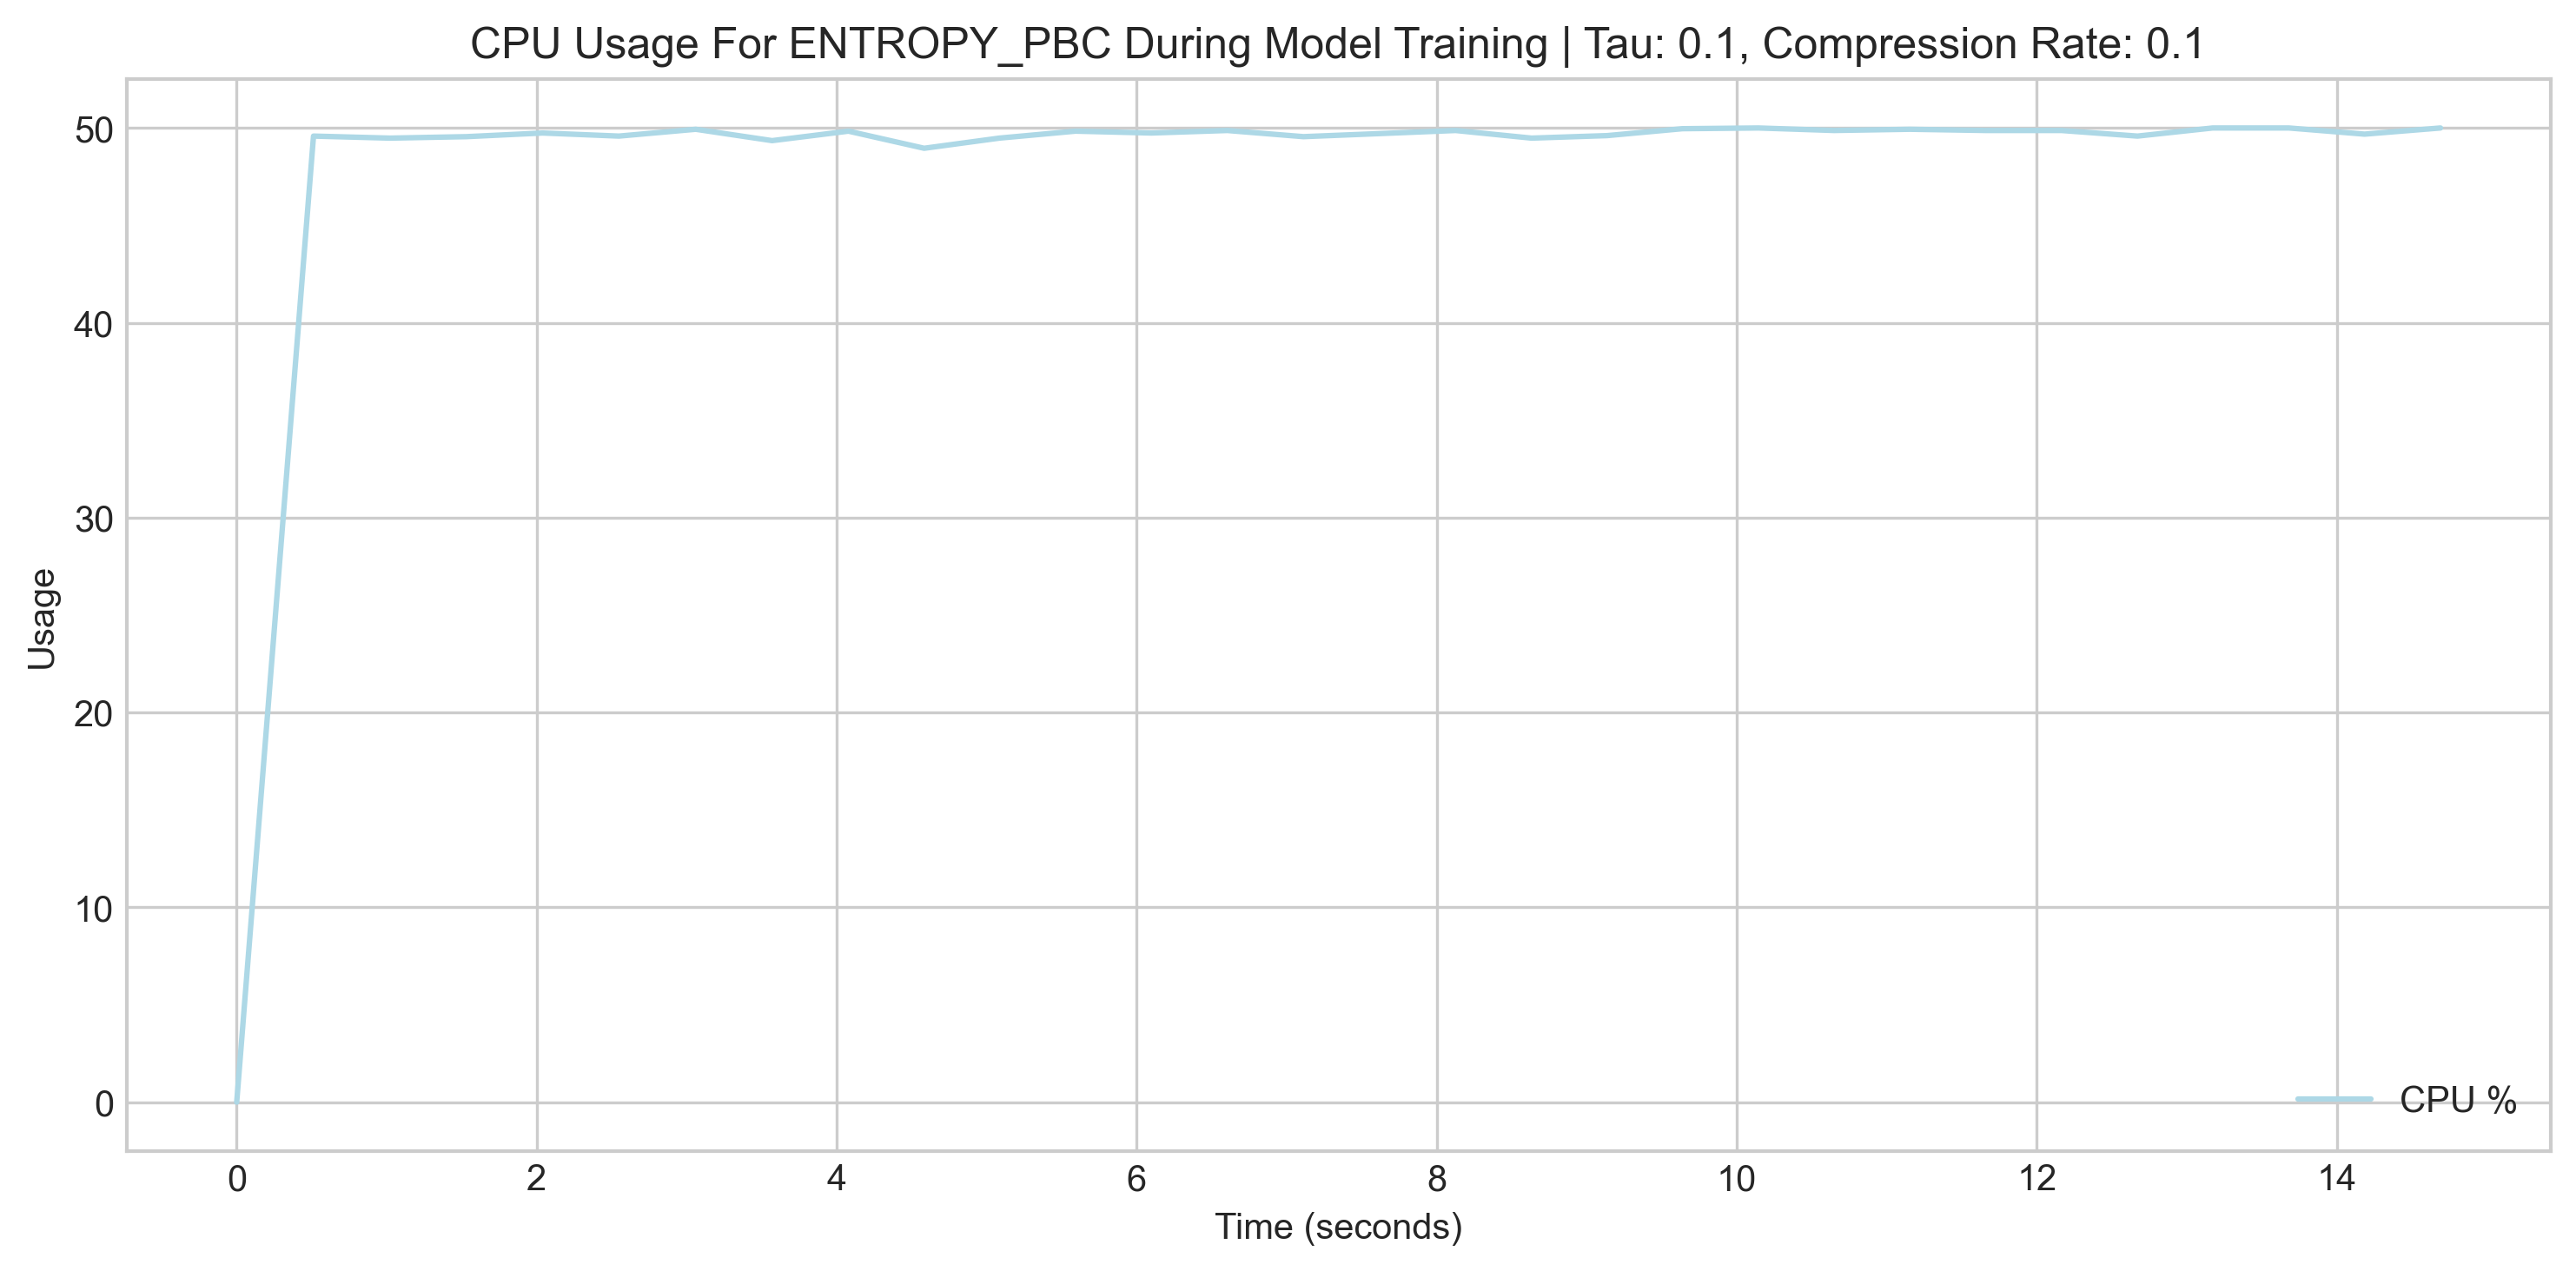 CPU Usage For ENTROPY_PBC During Model Training | Tau: 0.1, Compression Rate: 0.1
50
40
30
20
10
0
Usage
CPU %
0 2 4 6 8 10 12 14
Time (seconds)